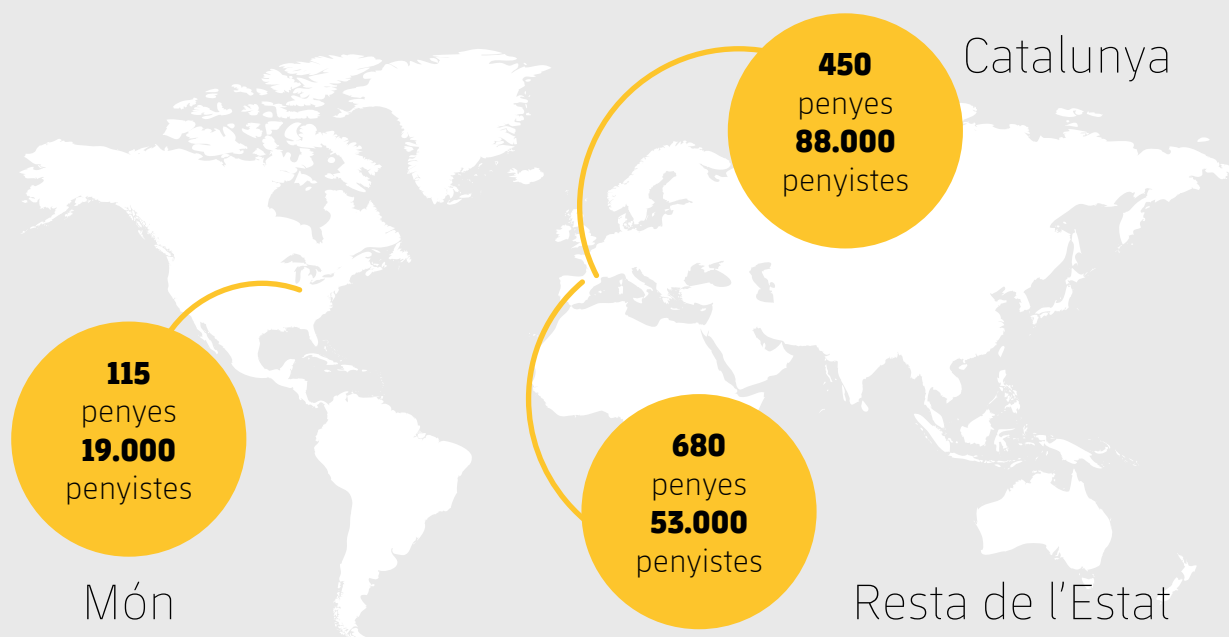 Catalunya
450
penyes
88.000
penyistes
115
penyes
19.000
penyistes
Món
680
penyes
53.000
penyistes
Resta de l'Estat